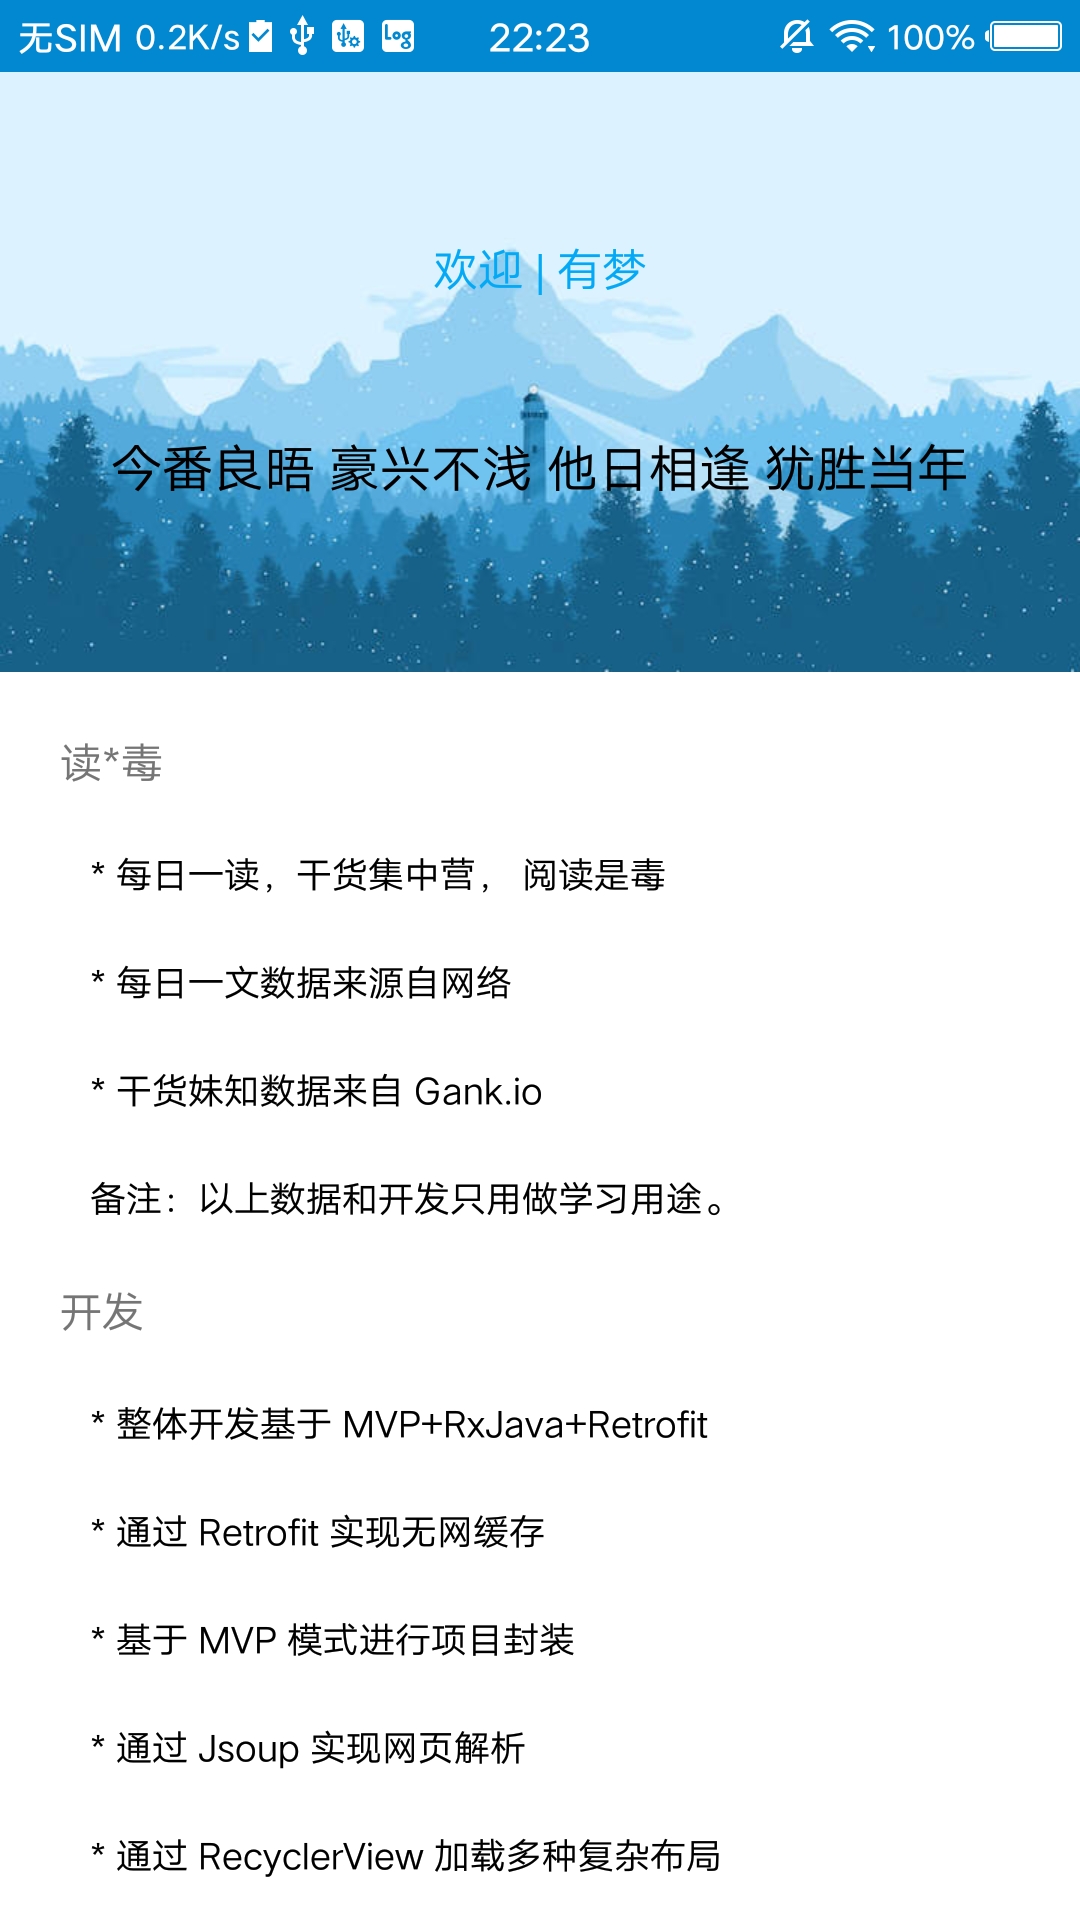 无SIM 0.2K/s Log 22:23 100%
欢迎 | 有梦
今番良晤 豪兴不浅 他日相逢 犹胜当年
读*毒
* 每日一读，干货集中营， 阅读是毒
* 每日一文数据来源自网络
* 干货妹知数据来自 Gank.io
备注：以上数据和开发只用做学习用途。
开发
* 整体开发基于 MVP+RxJava+Retrofit
* 通过 Retrofit 实现无网缓存
* 基于 MVP 模式进行项目封装
* 通过 Jsoup 实现网页解析
* 通过 RecyclerView 加载多种复杂布局